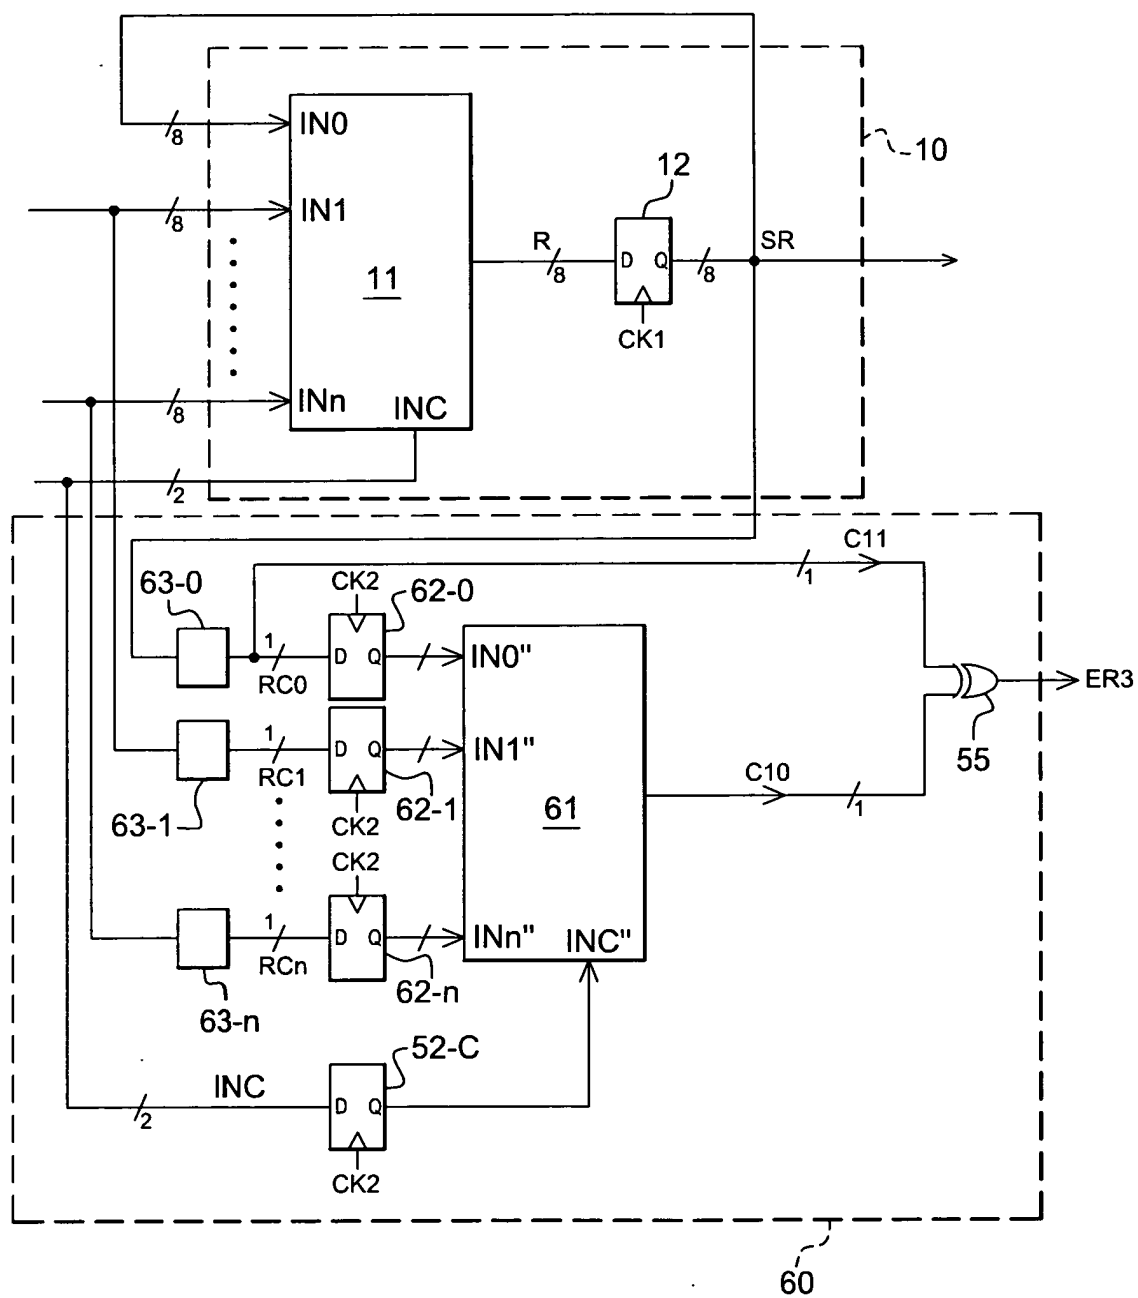 IN0
8
IN1
8
11
INn
8
INC
2
R
8
12
D Q
CK1
8
SR
10
C11
1
63-0
1
RC0
CK2
62-0
D Q
IN0"
63-1
1
RC1
D Q
CK2
62-1
IN1"
61
C10
1
55
ER3
63-n
1
RCn
CK2
D Q
62-n
INn"
INC"
INC
2
52-C
D Q
CK2
60